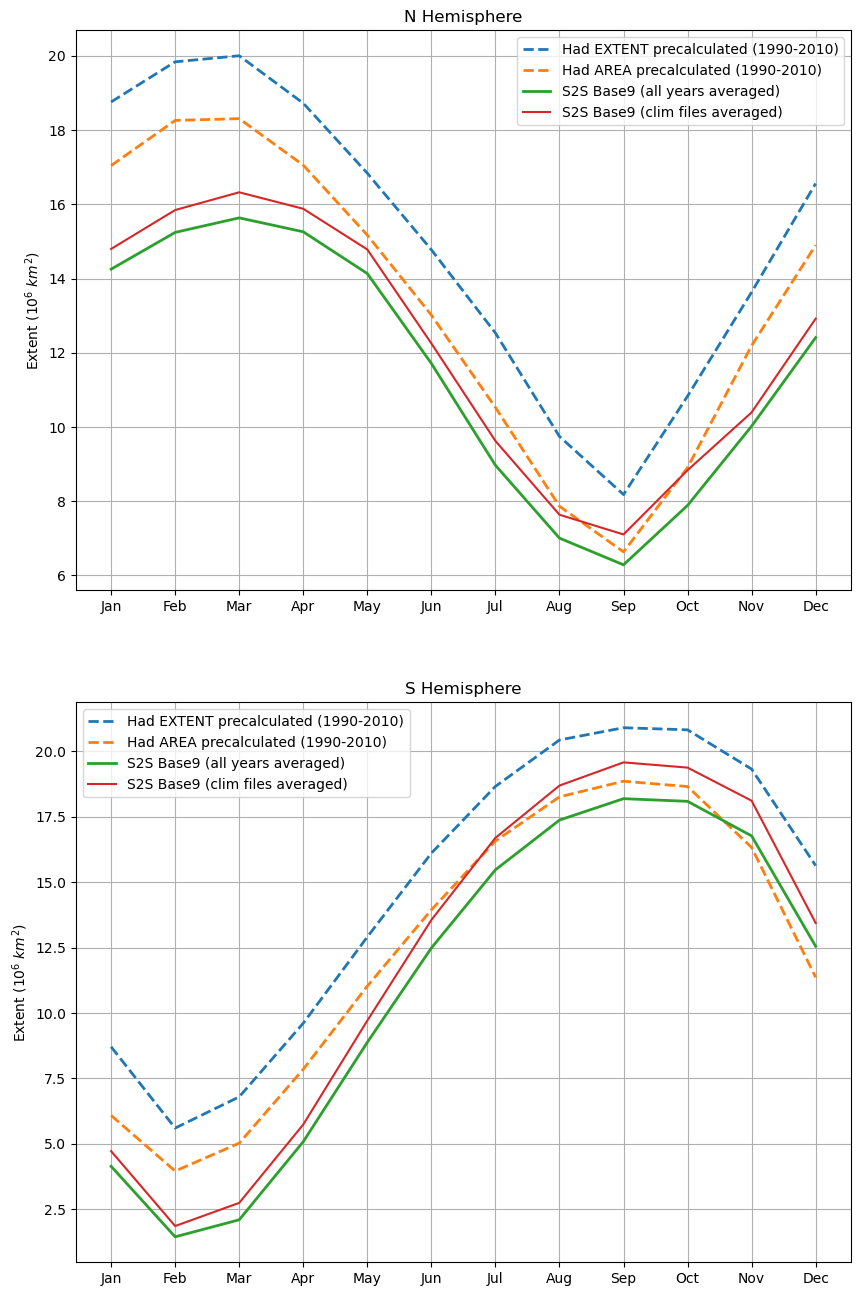 N Hemisphere
Had EXTENT precalculated (1990-2010)
Had AREA precalculated (1990-2010)
S2S Base9 (all years averaged)
S2S Base9 (clim files averaged)
Extent (10⁶ km²)
20
18
16
14
12
10
8
6
Jan Feb Mar Apr May Jun Jul Aug Sep Oct Nov Dec
S Hemisphere
Had EXTENT precalculated (1990-2010)
Had AREA precalculated (1990-2010)
S2S Base9 (all years averaged)
S2S Base9 (clim files averaged)
Extent (10⁶ km²)
20.0
17.5
15.0
12.5
10.0
7.5
5.0
2.5
Jan Feb Mar Apr May Jun Jul Aug Sep Oct Nov Dec